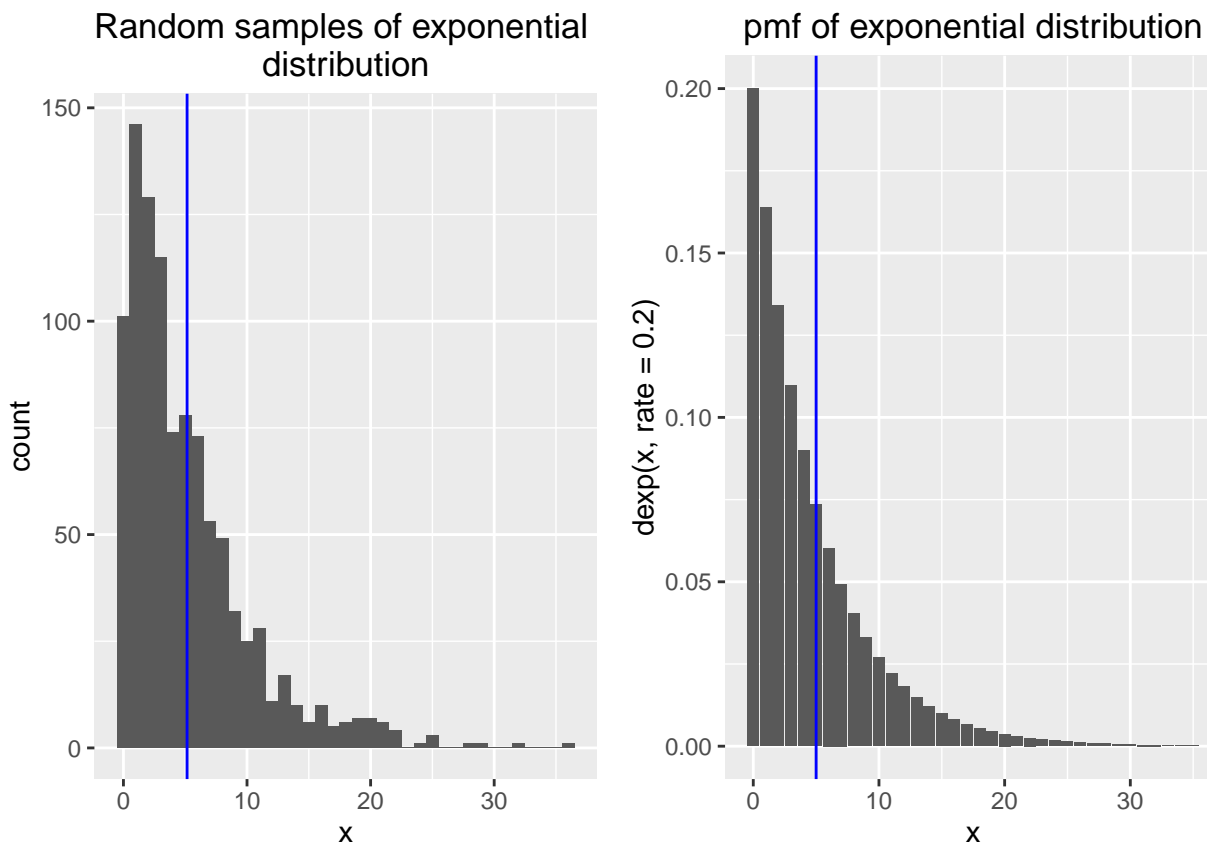 Random samples of exponential
distribution
150
100
50
0
count
0 10 20 30
x
pmf of exponential distribution
0.20
0.15
0.10
0.05
0.00
dexp(x, rate = 0.2)
0 10 20 30
x